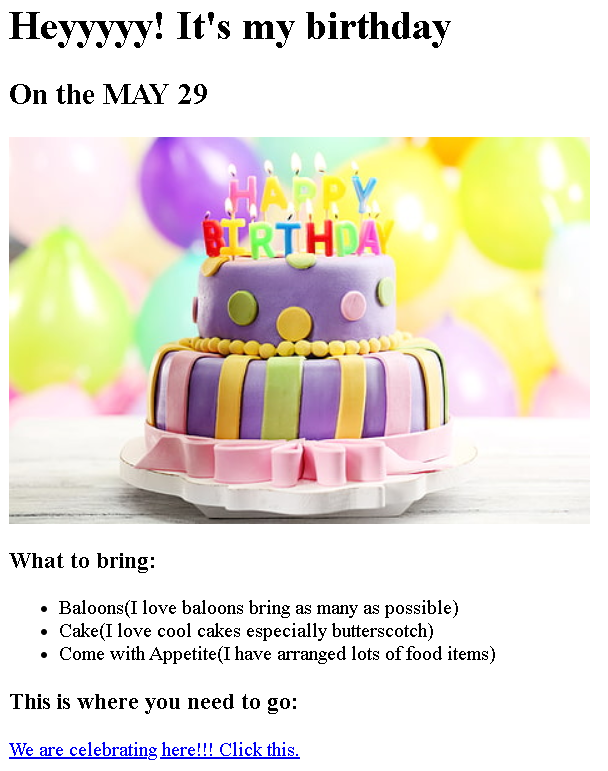 Heyyyyy! It's my birthday
On the MAY 29
HAPPY
BIRTHDAY
What to bring:
Baloons(I love baloons bring as many as possible)
Cake(I love cool cakes especially butterscotch)
Come with Appetite(I have arranged lots of food items)
This is where you need to go:
We are celebrating here!!! Click this.